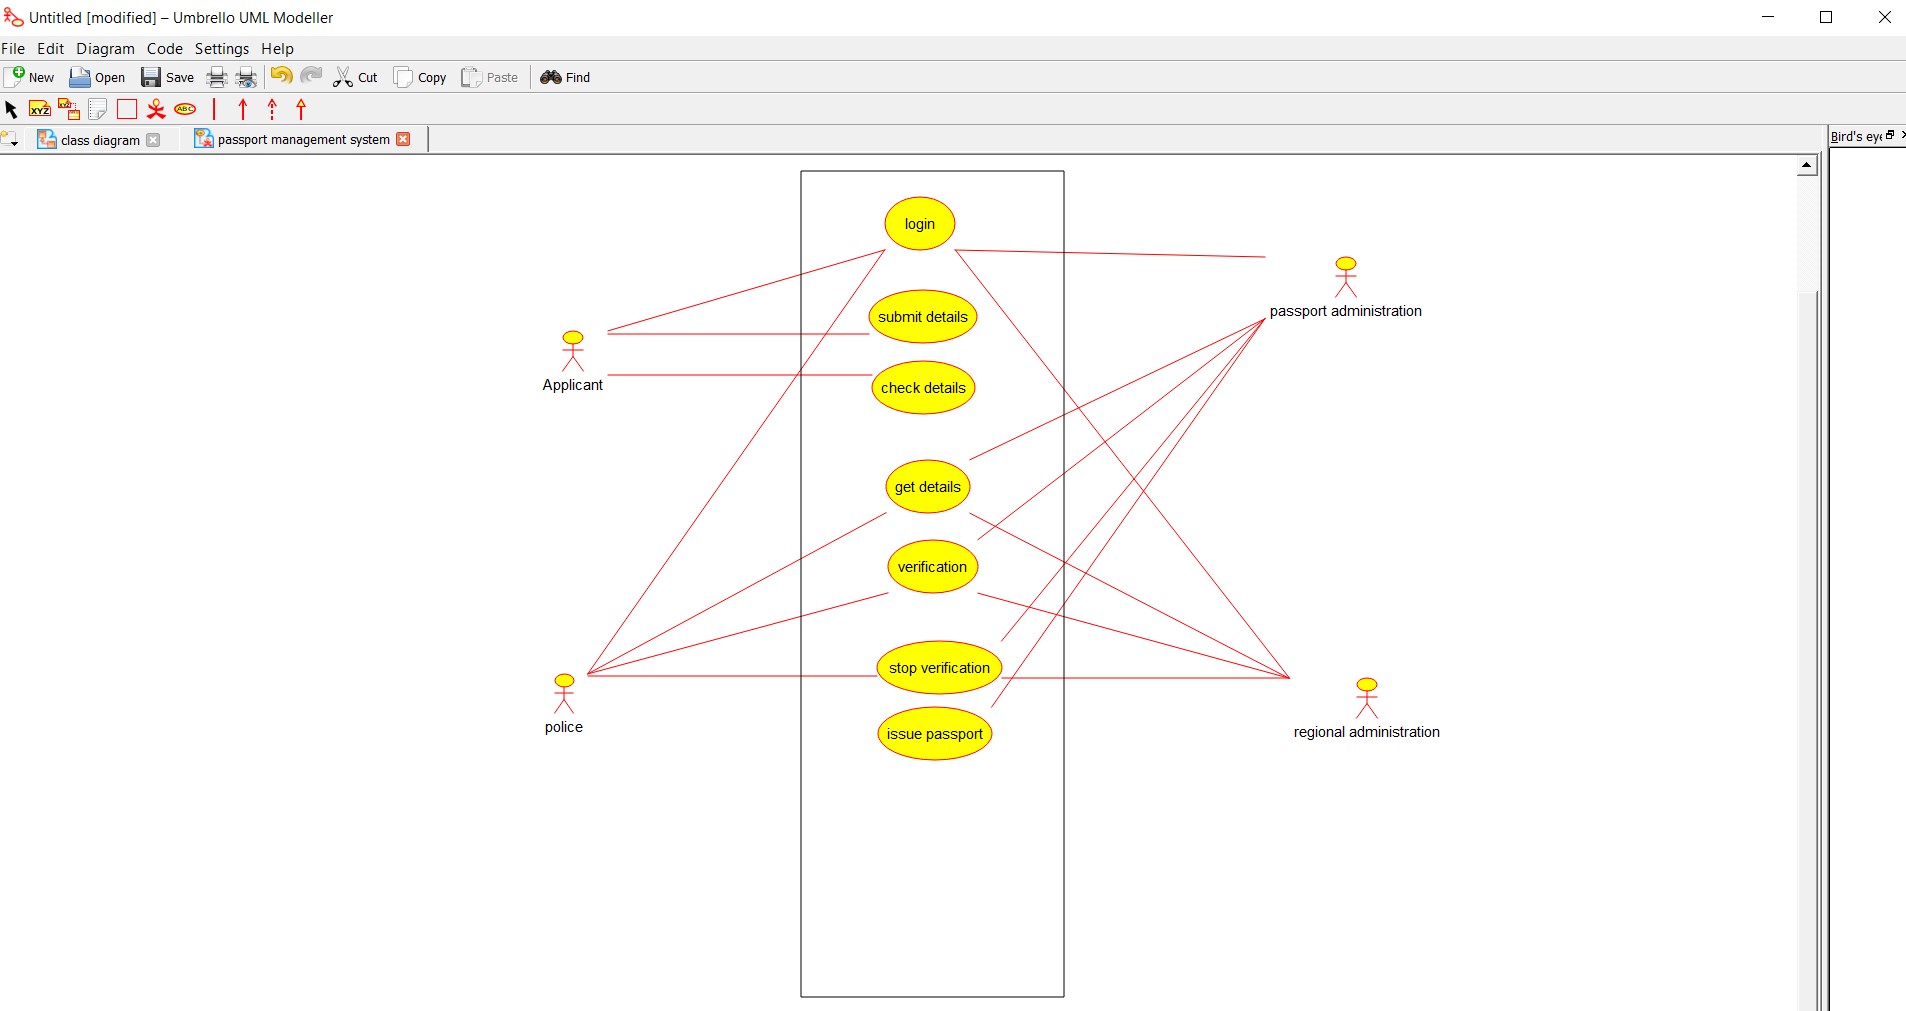 Untitled [modified] – Umbrello UML Modeller
File Edit Diagram Code Settings Help
New Open Save Cut Copy Paste Find
XYZ XYZ ABC
class diagram passport management system
Bird's eye
login
submit details
passport administration
Applicant
check details
get details
verification
stop verification
police
issue passport
regional administration